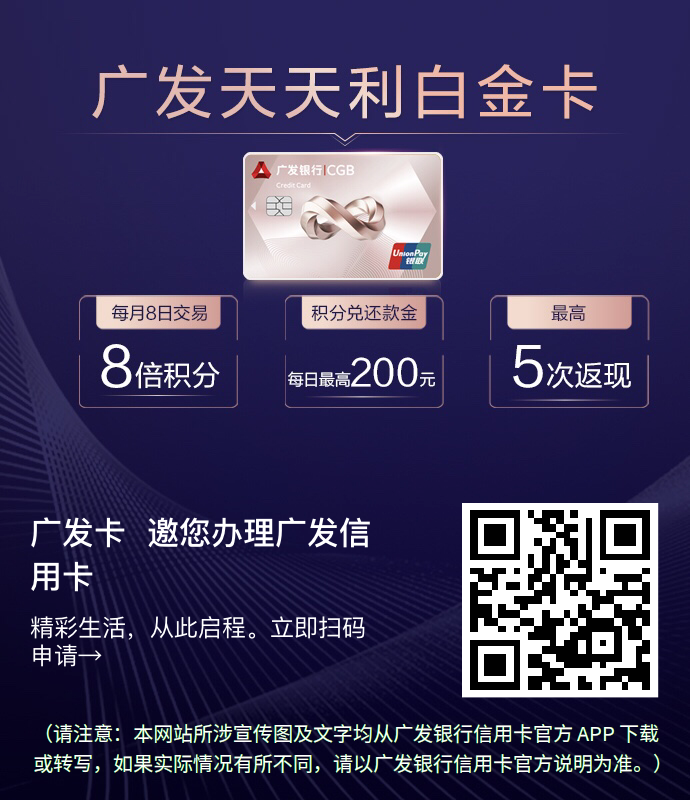 广发天天利白金卡
广发银行|CGB
Credit Card
UnionPay
银联
每月8日交易
8倍积分
积分兑还款金
每日最高200元
最高
5次返现
广发卡 邀您办理广发信
用卡
精彩生活，从此启程。立即扫码
申请→
（请注意：本网站所涉宣传图及文字均从广发银行信用卡官方 APP 下载
或转写，如果实际情况有所不同，请以广发银行信用卡官方说明为准。）